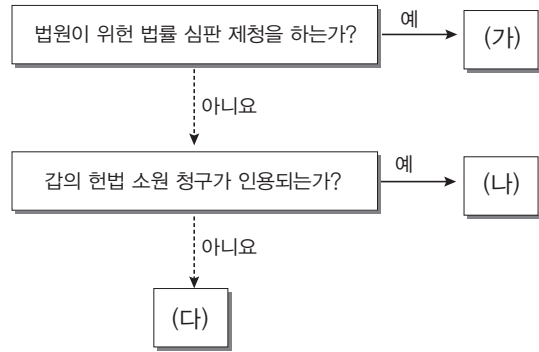 법원이 위헌 법률 심판 제청을 하는가?
예
(가)
아니요
갑의 헌법 소원 청구가 인용되는가?
예
(나)
아니요
(다)